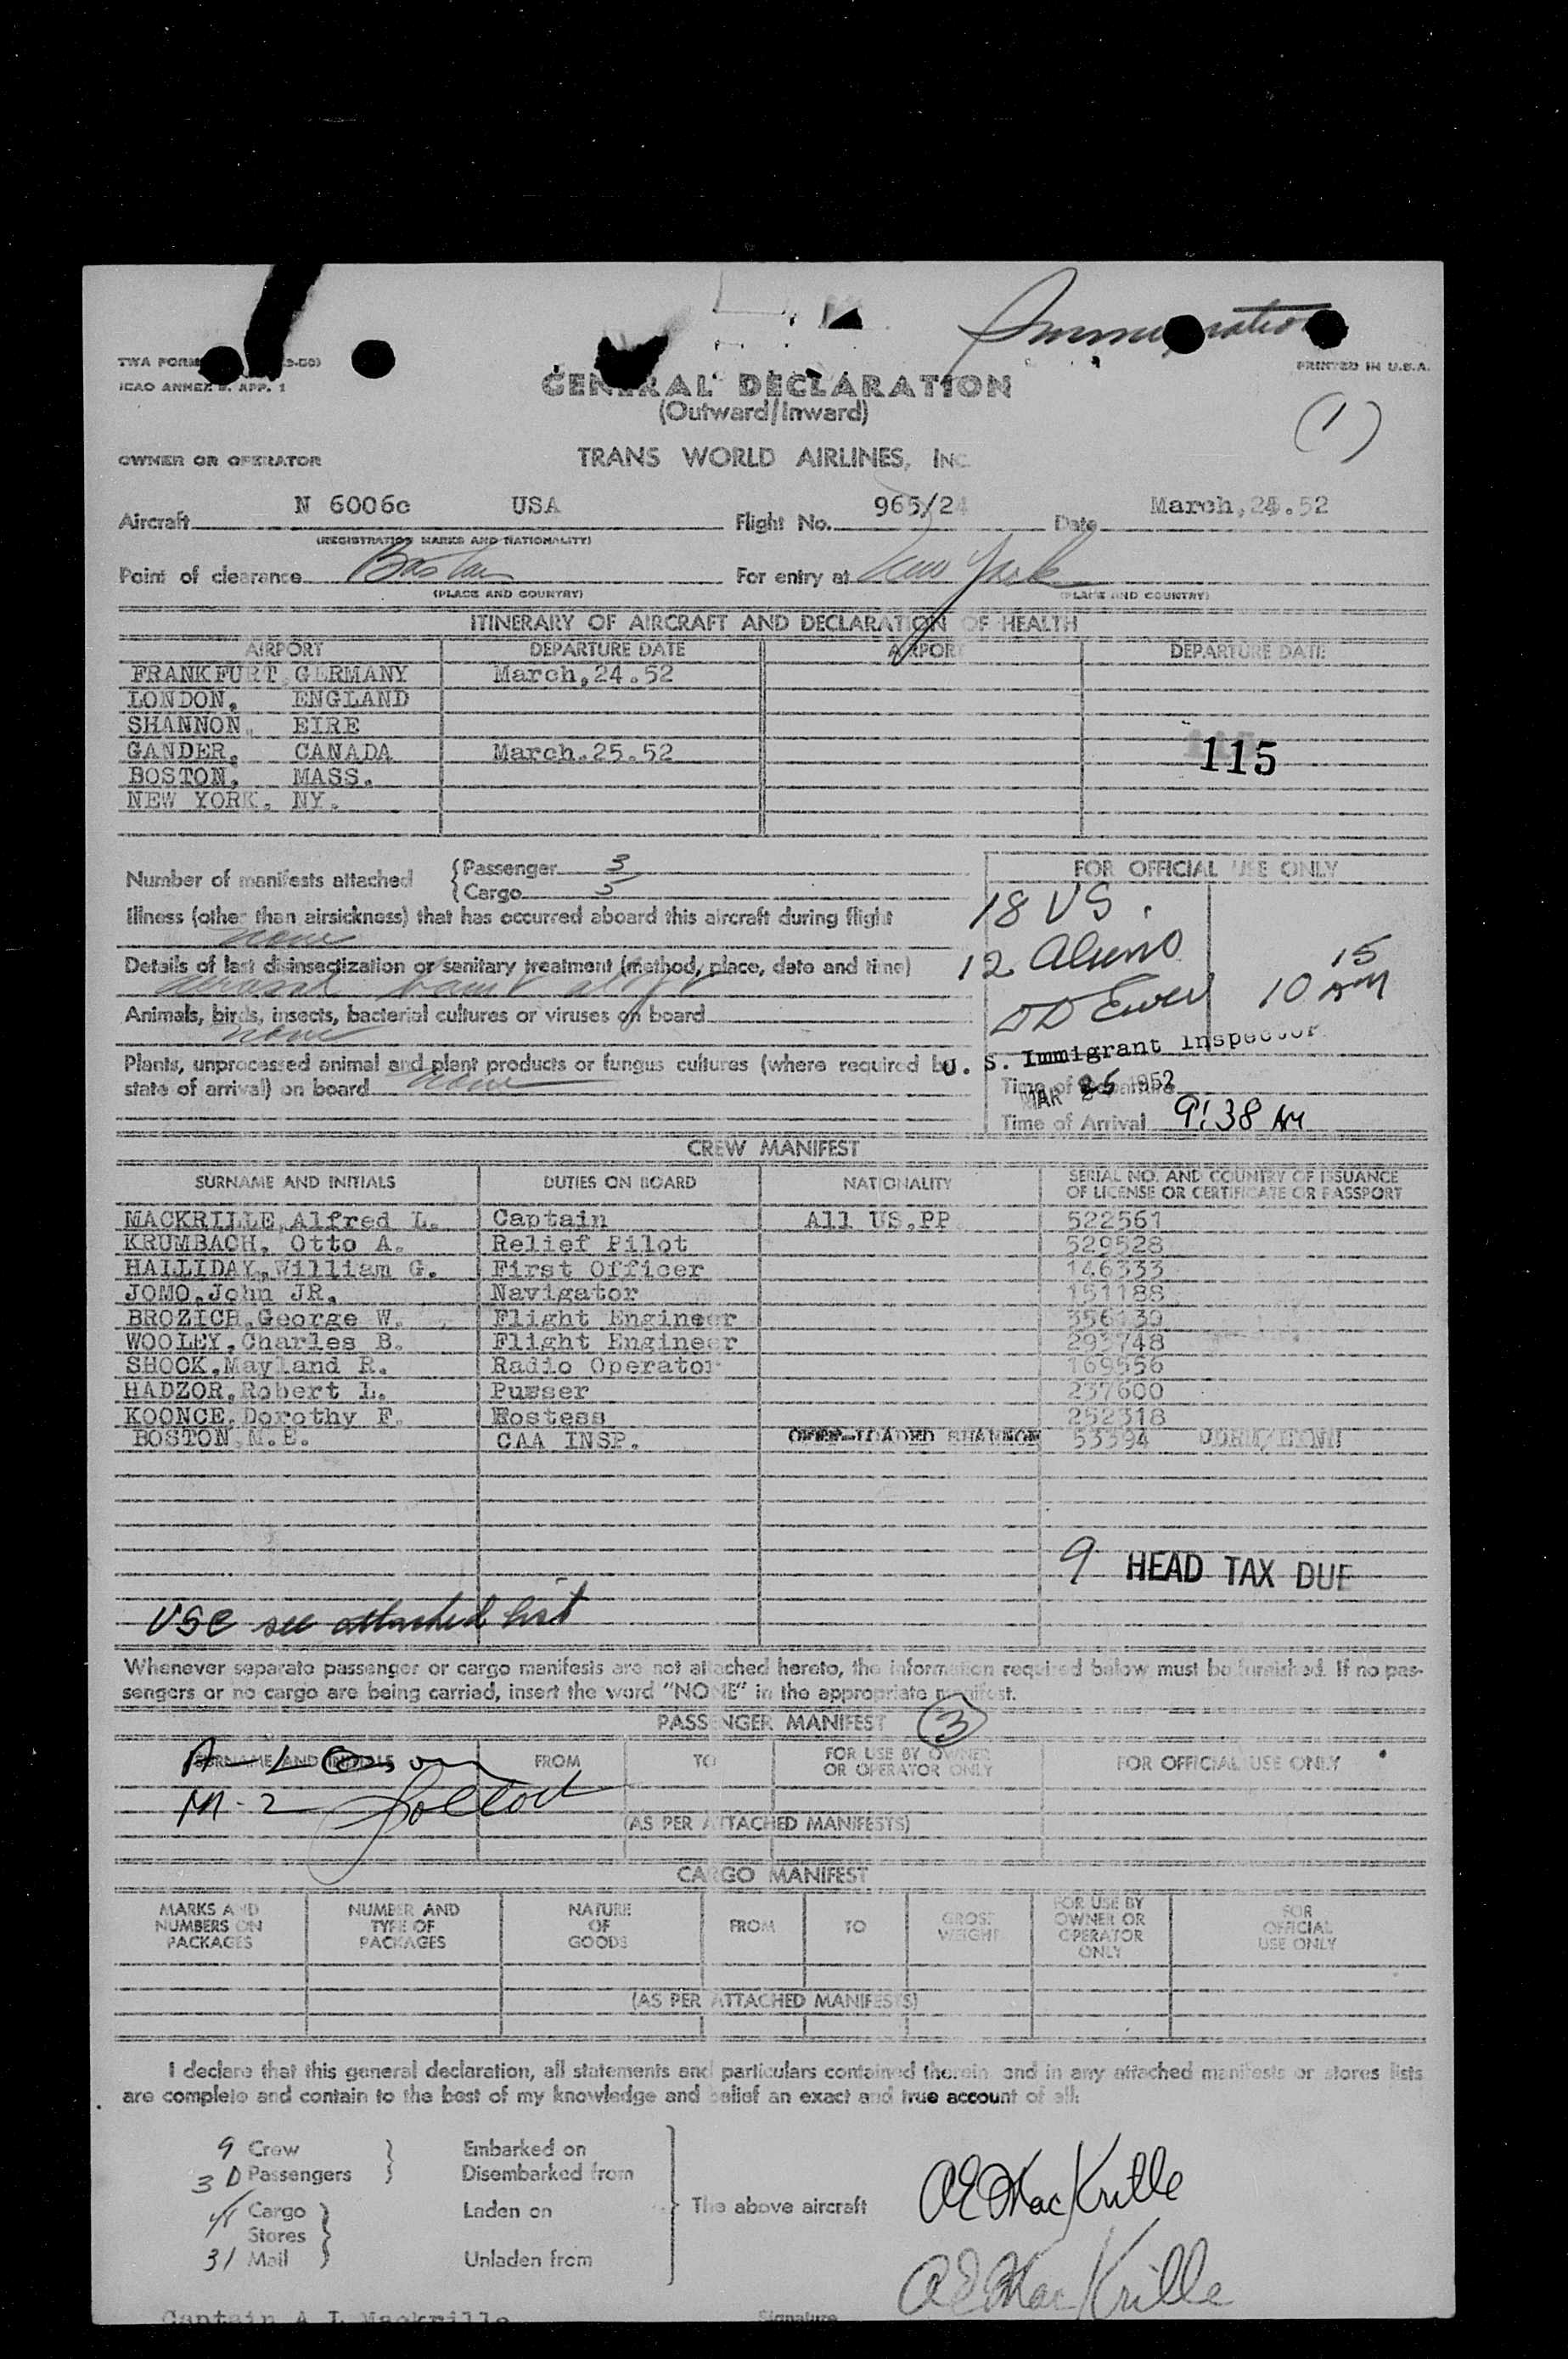 Immigration
TWA FORM
ICAO ANNEX 9, APP. 1
PRINTED IN U.S.A.
GENERAL DECLARATION
(Outward/Inward)
(1)
OWNER OR OPERATOR TRANS WORLD AIRLINES, INC.
Aircraft N 6006c USA Flight No. 965/24 Date March,24.52
(REGISTRATION MARKS AND NATIONALITY)
Point of clearance Boston For entry at New York
(PLACE AND COUNTRY) (PLACE AND COUNTRY)
ITINERARY OF AIRCRAFT AND DECLARATION OF HEALTH
AIRPORT DEPARTURE DATE AIRPORT DEPARTURE DATE
FRANKFURT GERMANY March,24.52
LONDON, ENGLAND
SHANNON, EIRE
GANDER, CANADA March.25.52 115
BOSTON, MASS.
NEW YORK. NY.
Number of manifests attached { Passenger 3
{ Cargo 5
FOR OFFICIAL USE ONLY
Illness (other than airsickness) that has occurred aboard this aircraft during flight
none
18 US.
Details of last disinsectization or sanitary treatment (method, place, date and time)
aerosol
12 Aliens
Animals, birds, insects, bacterial cultures or viruses on board
none
10 15 AM
Plants, unprocessed animal and plant products or fungus cultures (where required by
state of arrival) on board none
U. S. Immigrant Inspector
Time of Departure MAR 25 1952
Time of Arrival 9:38 AM
CREW MANIFEST
SURNAME AND INITIALS DUTIES ON BOARD NATIONALITY SERIAL NO. AND COUNTRY OF ISSUANCE
OF LICENSE OR CERTIFICATE OR PASSPORT
MACKRILLE,Alfred L. Captain All US.PP 522561
KRUMBACH, Otto A. Relief Pilot 529528
HALLIDAY,William G. First Officer 146333
JOMO,John JR. Navigator 151188
BROZICH,George W. Flight Engineer 356130
WOOLEY,Charles B. Flight Engineer 293748
SHOCK,Mayland R. Radio Operator 169556
HADZOR,Robert L. Purser 237600
KOONCE,Dorothy F. Hostess 252318
BOSTON,M.E. CAA INSP. 53394
9 HEAD TAX DUE
USC see attached list
Whenever separate passenger or cargo manifests are not attached hereto, the information required below must be furnished. If no pas-
sengers or no cargo are being carried, insert the word "NONE" in the appropriate manifest.
PASSENGER MANIFEST 3
SURNAME AND INITIALS FROM TO FOR USE BY OWNER
OR OPERATOR ONLY FOR OFFICIAL USE ONLY
M-2
(AS PER ATTACHED MANIFESTS)
CARGO MANIFEST
MARKS AND
NUMBERS ON
PACKAGES
NUMBER AND
TYPE OF
PACKAGES
NATURE
OF
GOODS
FROM
TO
GROSS
WEIGHT
FOR USE BY
OWNER OR
OPERATOR
ONLY
FOR
OFFICIAL
USE ONLY
(AS PER ATTACHED MANIFESTS)
I declare that this general declaration, all statements and particulars contained therein and in any attached manifests or stores lists
are complete and contain to the best of my knowledge and belief an exact and true account of all:
9 Crew } Embarked on
30 Passengers } Disembarked from
Cargo } Laden on
Stores }
31 Mail } Unladen from
} The above aircraft
AEMacKrille
AEMacKrille
Captain A L Mackrille Signature